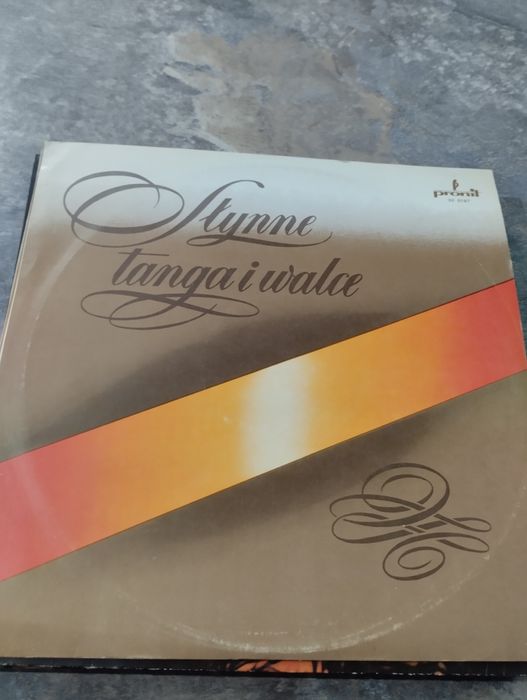 Słynne
tanga i walce
pronit